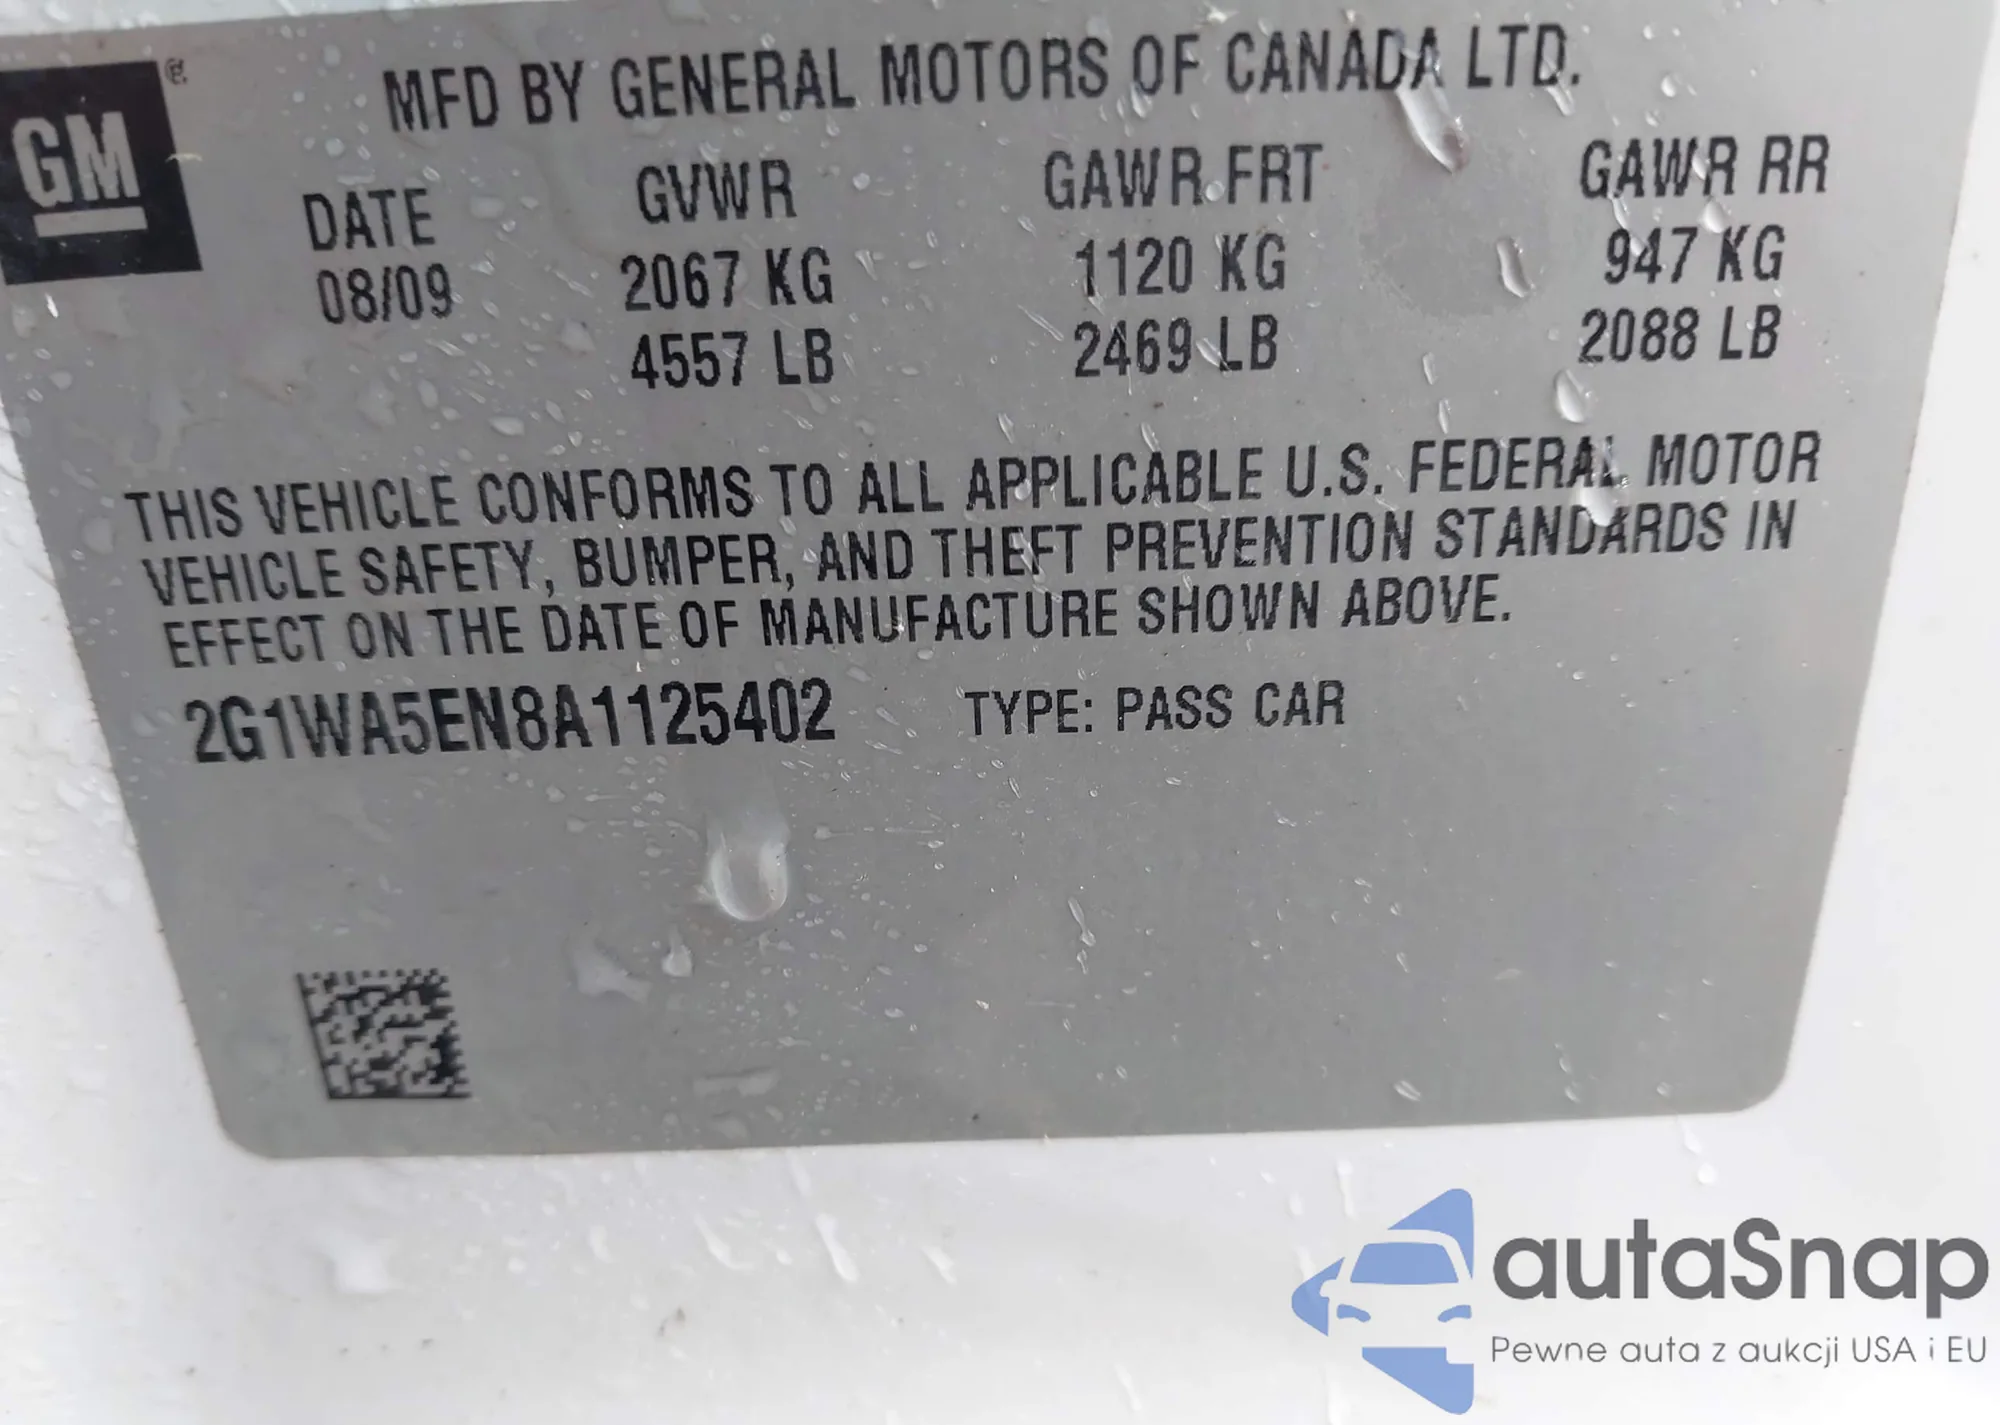 GM
MFD BY GENERAL MOTORS OF CANADA LTD.
DATE GVWR GAWR FRT GAWR RR
08/09 2067 KG 1120 KG 947 KG
4557 LB 2469 LB 2088 LB
THIS VEHICLE CONFORMS TO ALL APPLICABLE U.S. FEDERAL MOTOR
VEHICLE SAFETY, BUMPER, AND THEFT PREVENTION STANDARDS IN
EFFECT ON THE DATE OF MANUFACTURE SHOWN ABOVE.
2G1WA5EN8A1125402 TYPE: PASS CAR
autaSnap
Pewne auta z aukcji USA i EU